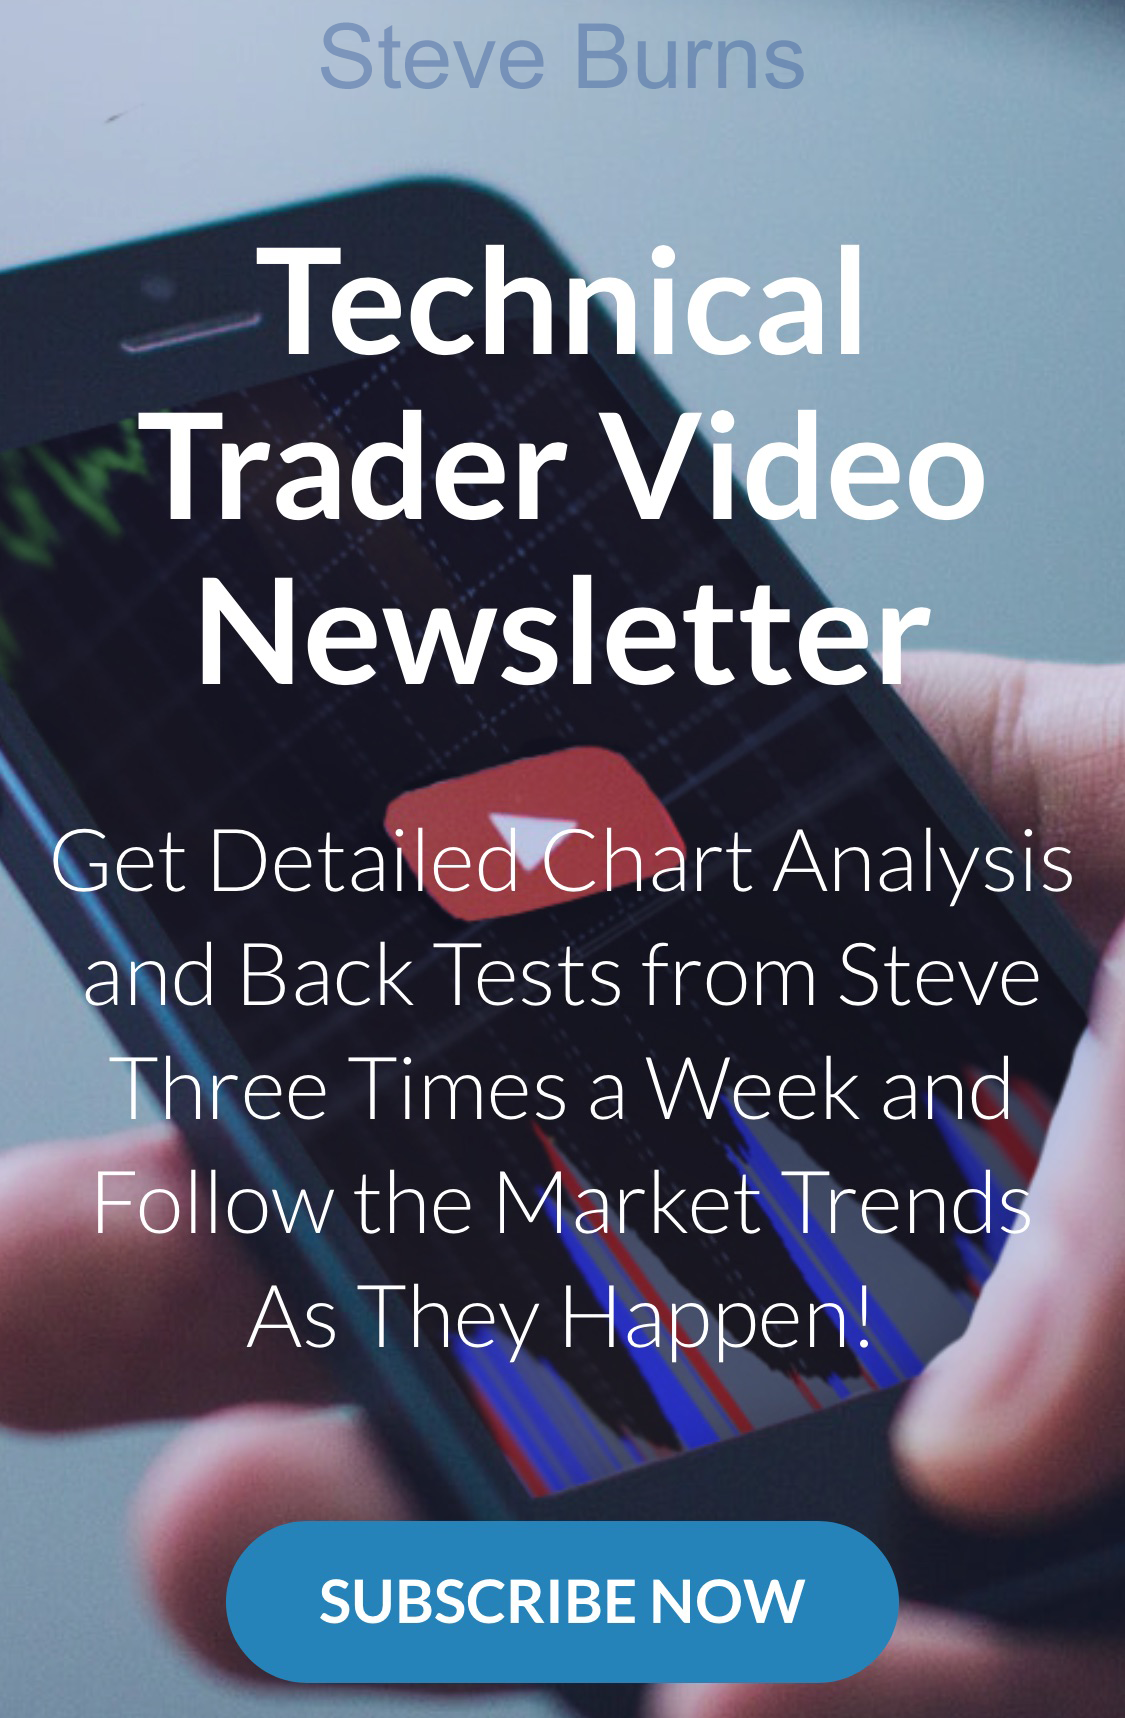 Steve Burns
Technical
Trader Video
Newsletter
Get Detailed Chart Analysis
and Back Tests from Steve
Three Times a Week and
Follow the Market Trends
As They Happen!
SUBSCRIBE NOW